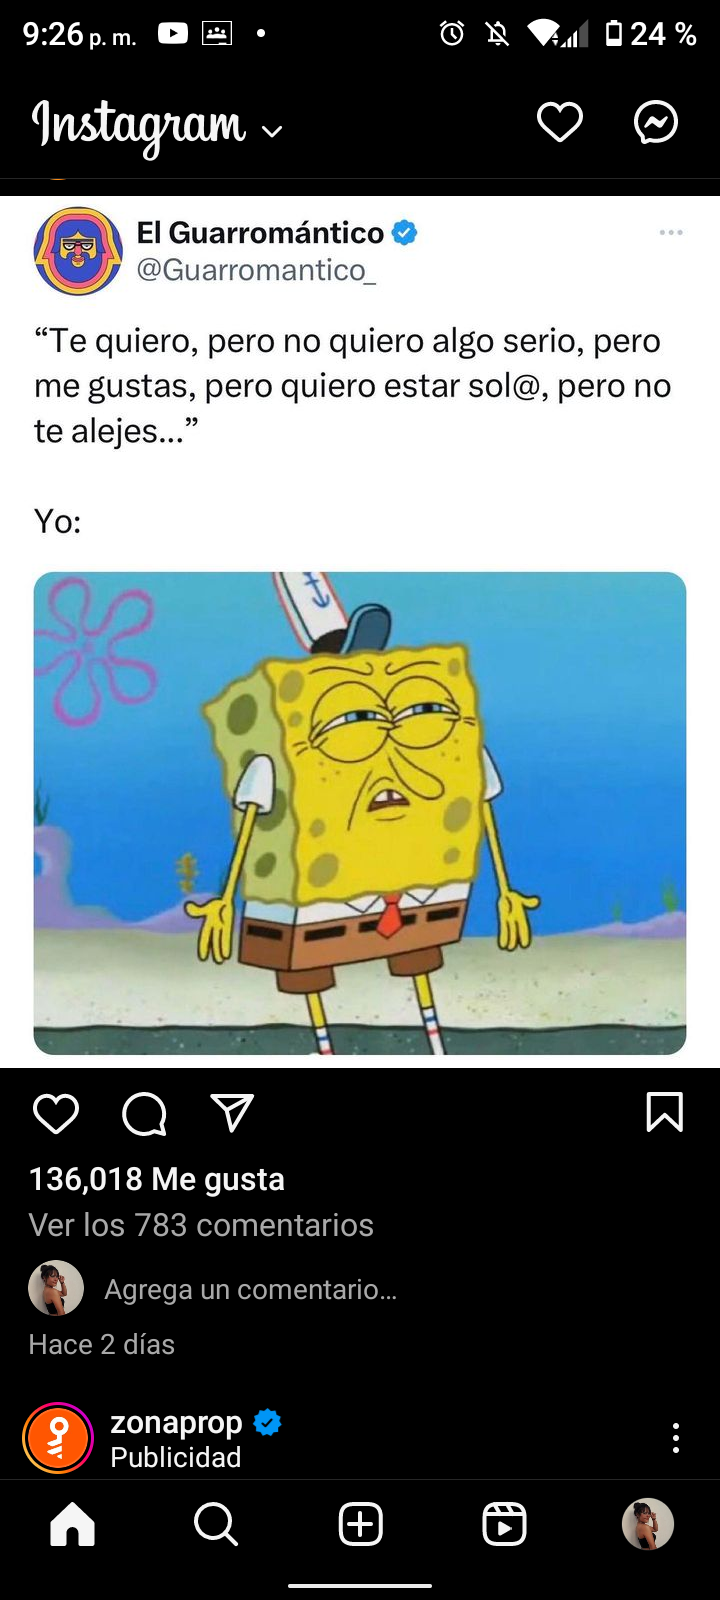 9:26 p. m.
24 %
Instagram
El Guarromántico
@Guarromantico_
“Te quiero, pero no quiero algo serio, pero
me gustas, pero quiero estar sol@, pero no
te alejes...”
Yo:
136,018 Me gusta
Ver los 783 comentarios
Agrega un comentario...
Hace 2 días
zonaprop
Publicidad